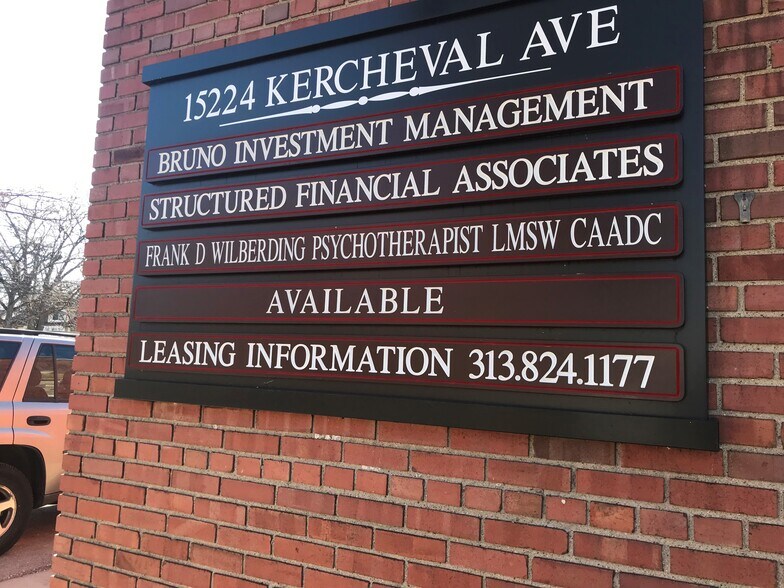 15224 KERCHEVAL AVE
BRUNO INVESTMENT MANAGEMENT
STRUCTURED FINANCIAL ASSOCIATES
FRANK D WILBERDING PSYCHOTHERAPIST LMSW CAADC
AVAILABLE
LEASING INFORMATION 313.824.1177